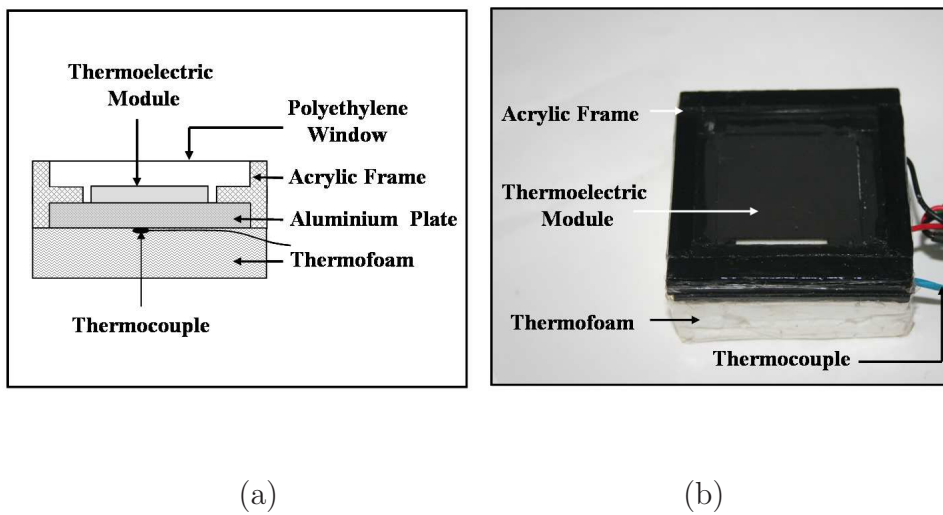 Thermoelectric
Module
Polyethylene
Window
Acrylic Frame
Aluminium Plate
Thermofoam
Thermocouple
Acrylic Frame
Thermoelectric
Module
Thermofoam
Thermocouple
(a)
(b)